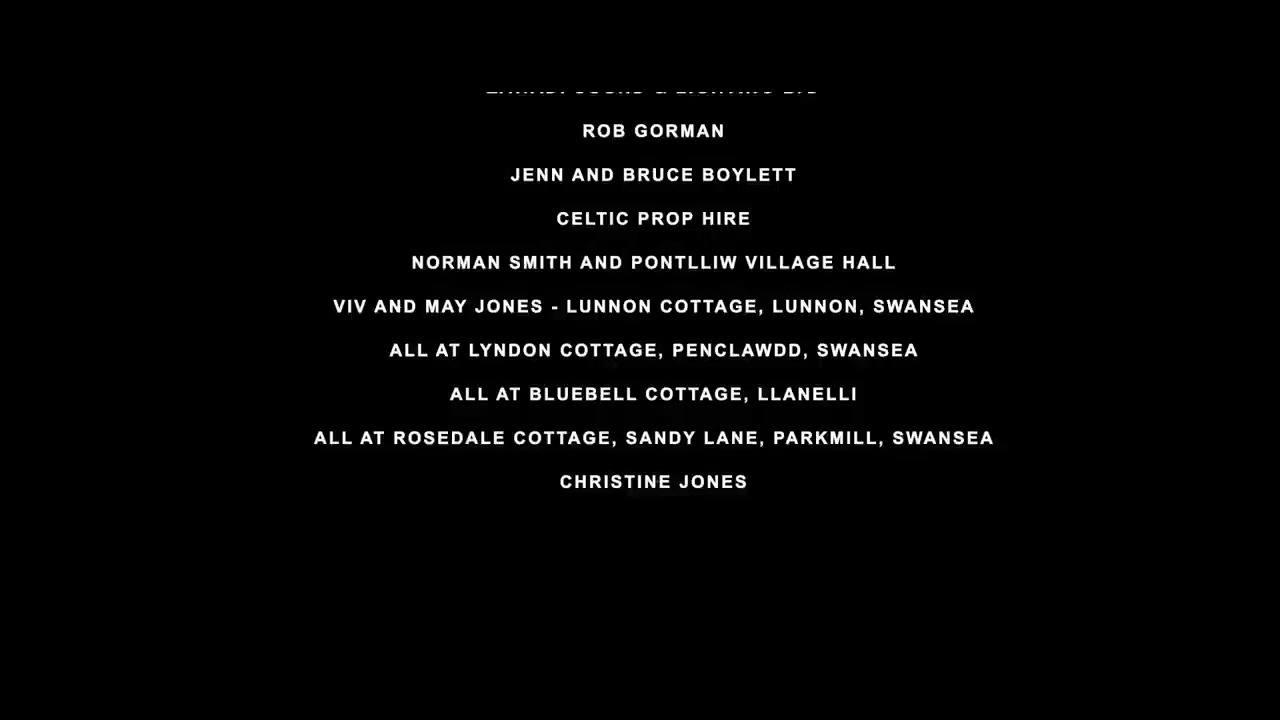 ROB GORMAN
JENN AND BRUCE BOYLETT
CELTIC PROP HIRE
NORMAN SMITH AND PONTLLIW VILLAGE HALL
VIV AND MAY JONES - LUNNON COTTAGE, LUNNON, SWANSEA
ALL AT LYNDON COTTAGE, PENCLAWDD, SWANSEA
ALL AT BLUEBELL COTTAGE, LLANELLI
ALL AT ROSEDALE COTTAGE, SANDY LANE, PARKMILL, SWANSEA
CHRISTINE JONES